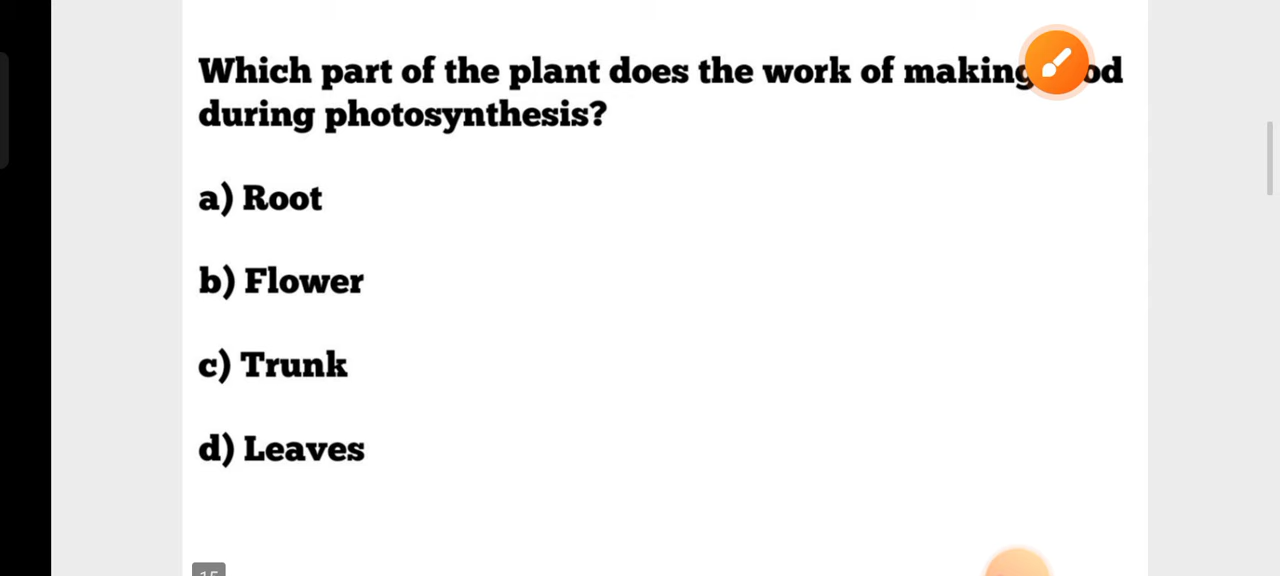 Which part of the plant does the work of making
during photosynthesis?
a) Root
b) Flower
c) Trunk
d) Leaves